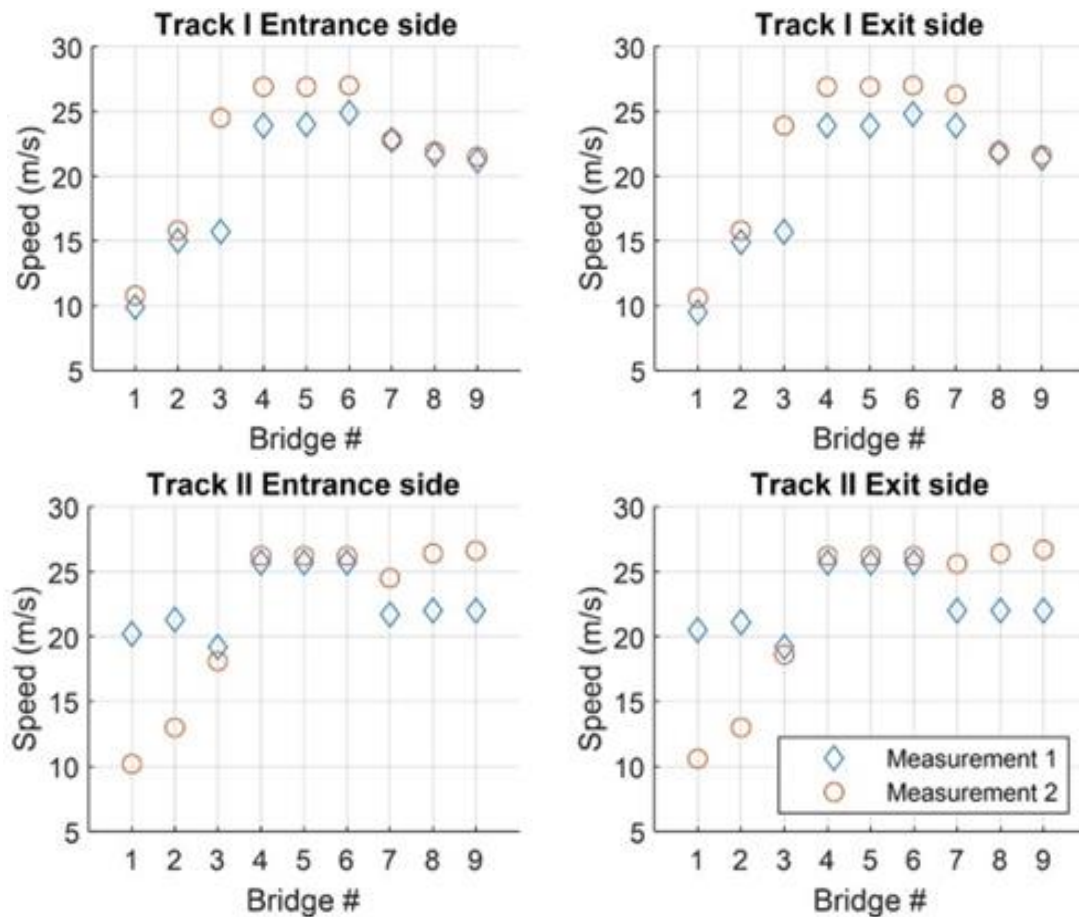 Track I Entrance side
30
25
20
15
10
5
Speed (m/s)
1 2 3 4 5 6 7 8 9
Bridge #
Track I Exit side
30
25
20
15
10
5
Speed (m/s)
1 2 3 4 5 6 7 8 9
Bridge #
Track II Entrance side
30
25
20
15
10
5
Speed (m/s)
1 2 3 4 5 6 7 8 9
Bridge #
Track II Exit side
30
25
20
15
10
5
Speed (m/s)
Measurement 1
Measurement 2
1 2 3 4 5 6 7 8 9
Bridge #